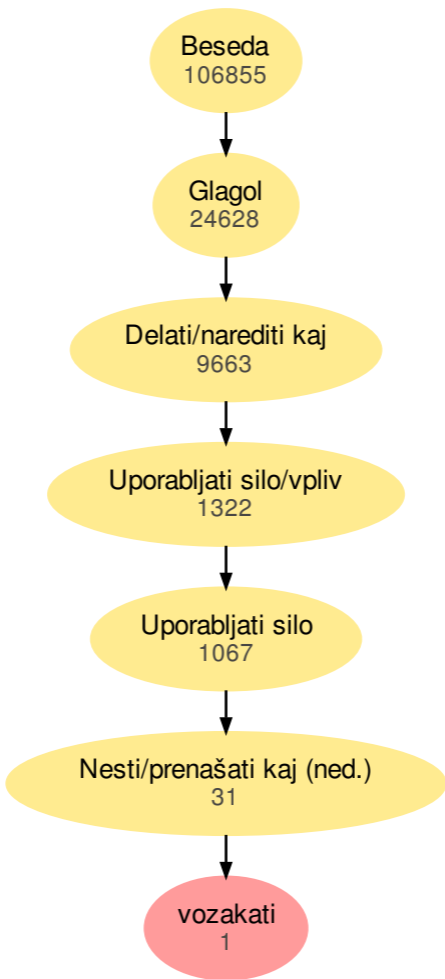 Beseda
106855
Glagol
24628
Delati/narediti kaj
9663
Uporabljati silo/vpliv
1322
Uporabljati silo
1067
Nesti/prenašati kaj (ned.)
31
vozakati
1